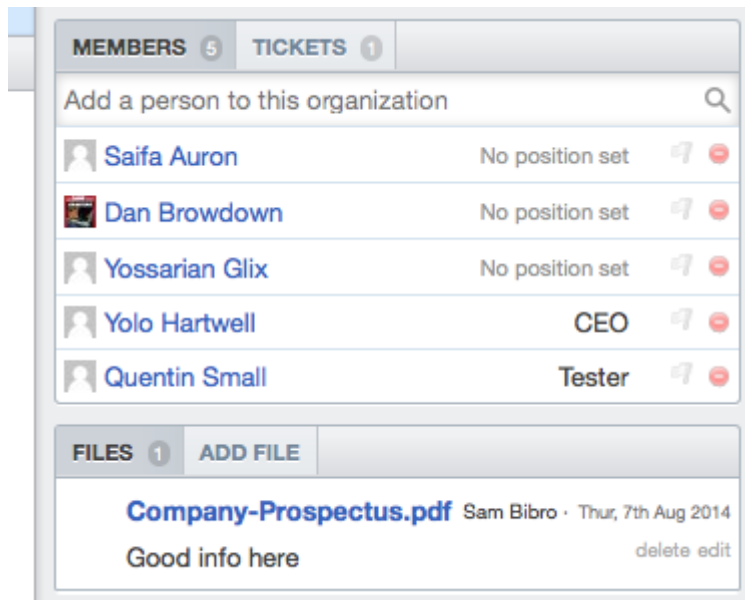 MEMBERS 5 TICKETS 1
Add a person to this organization
Saifa Auron No position set
Dan Browdown No position set
Yossarian Glix No position set
Yolo Hartwell CEO
Quentin Small Tester
FILES 1 ADD FILE
Company-Prospectus.pdf Sam Bibro · Thur, 7th Aug 2014
Good info here delete edit